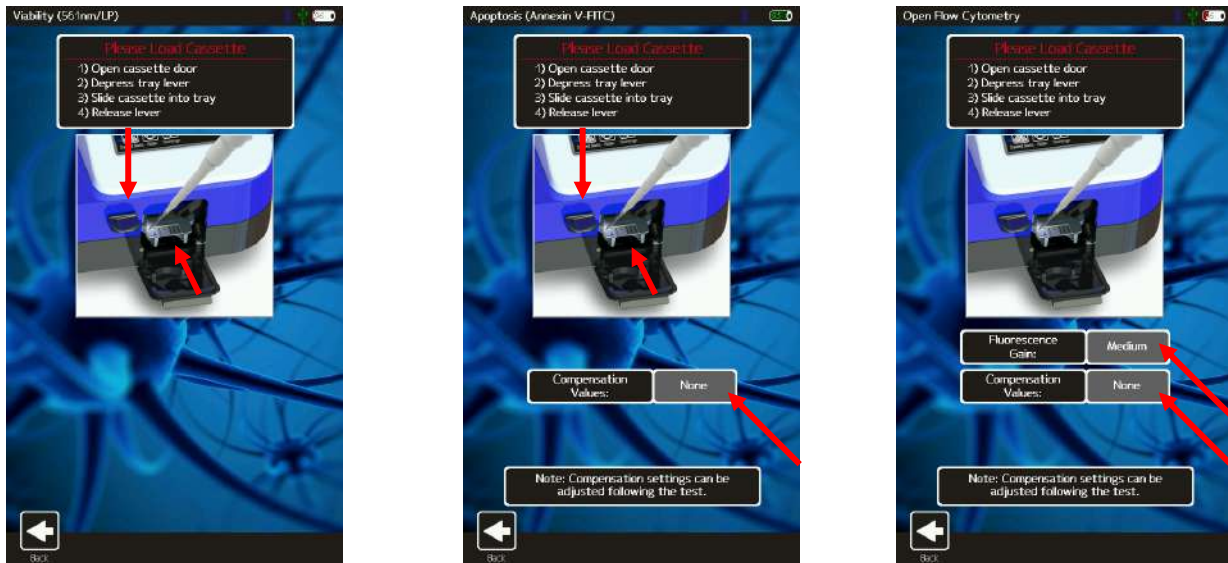 Viability (561nm/LP)
Please Load Cassette
1) Open cassette door
2) Depress tray lever
3) Slide cassette into tray
4) Release lever
Back
Apoptosis (Annexin V-FITC)
Please Load Cassette
1) Open cassette door
2) Depress tray lever
3) Slide cassette into tray
4) Release lever
Compensation
Values:
None
Note: Compensation settings can be
adjusted following the test.
Back
Open Flow Cytometry
Please Load Cassette
1) Open cassette door
2) Depress tray lever
3) Slide cassette into tray
4) Release lever
Fluorescence
Gain:
Medium
Compensation
Values:
None
Note: Compensation settings can be
adjusted following the test.
Back